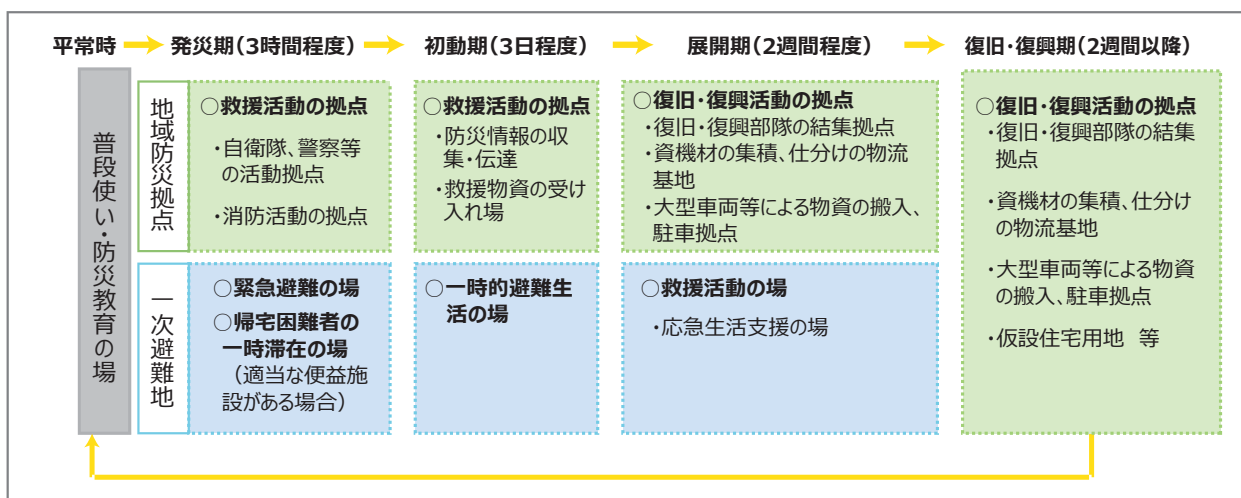 平常時
発災期(3時間程度)
初動期(3日程度)
展開期(2週間程度)
復旧・復興期(2週間以降)
普段使い・防災教育の場
地域防災拠点
○救援活動の拠点
・自衛隊、警察等
の活動拠点
・消防活動の拠点
○救援活動の拠点
・防災情報の収
集・伝達
・救援物資の受け
入れ場
○復旧・復興活動の拠点
・復旧・復興部隊の結集拠点
・資機材の集積、仕分けの物流
基地
・大型車両等による物資の搬入、
駐車拠点
○復旧・復興活動の拠点
・復旧・復興部隊の結集
拠点
・資機材の集積、仕分け
の物流基地
・大型車両等による物資
の搬入、駐車拠点
・仮設住宅用地 等
一次避難地
○緊急避難の場
○帰宅困難者の
一時滞在の場
(適当な便益施
設がある場合)
○一時的避難生
活の場
○救援活動の場
・応急生活支援の場